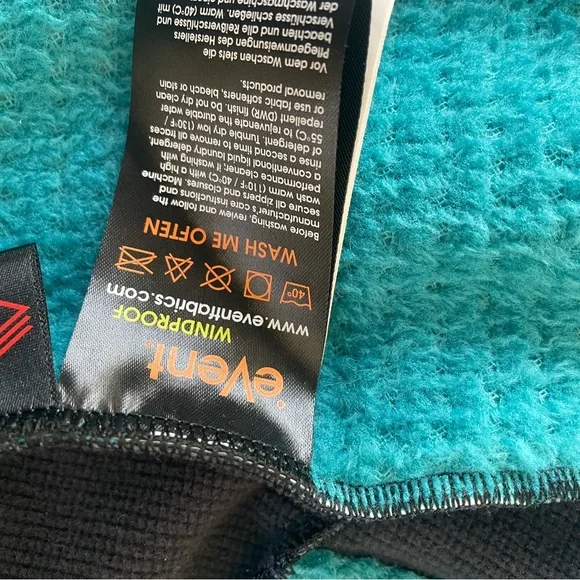 eVent
WINDPROOF
www.eventfabrics.com
40°
WASH ME OFTEN
Before washing, review and follow the
manufacturer's care instructions and
secure all zippers and closures. Machine
warm wash (110°F / 40°C) with a high
performance cleaner. If washing with
a conventional liquid laundry detergent,
rinse a second time to remove all traces
of detergent. Tumble dry low (130°F /
55°C) to rejuvenate the durable water
repellent (DWR) finish. Do not dry clean
or use fabric softeners, bleach or stain
removal products.
Vor dem Waschen stets die
Pflegeanweisungen des Herstellers
beachten und alle Reißverschlüsse und
Verschlüsse schließen. Warm (40°C) mit